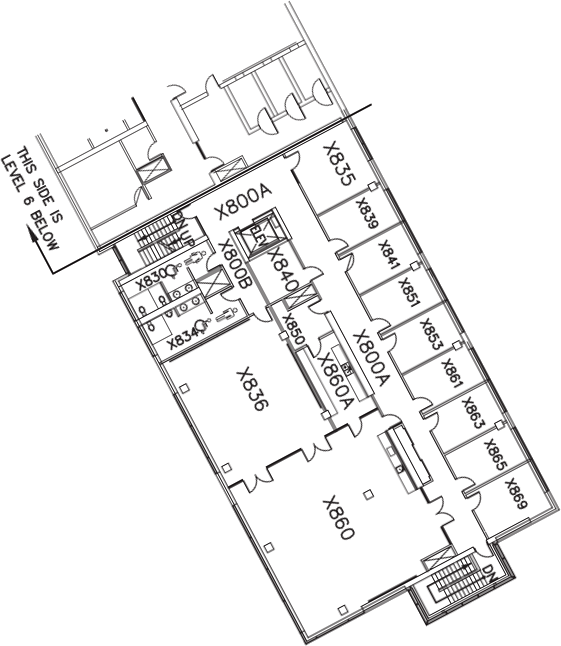 THIS SIDE IS
LEVEL 6 BELOW
X835
X800A
X839
DN
UP
ELEV
X841
X800B
X840
X830
X851
X850
X834
X853
X800A
X860A
X861
X836
X863
X865
X869
X860
DN